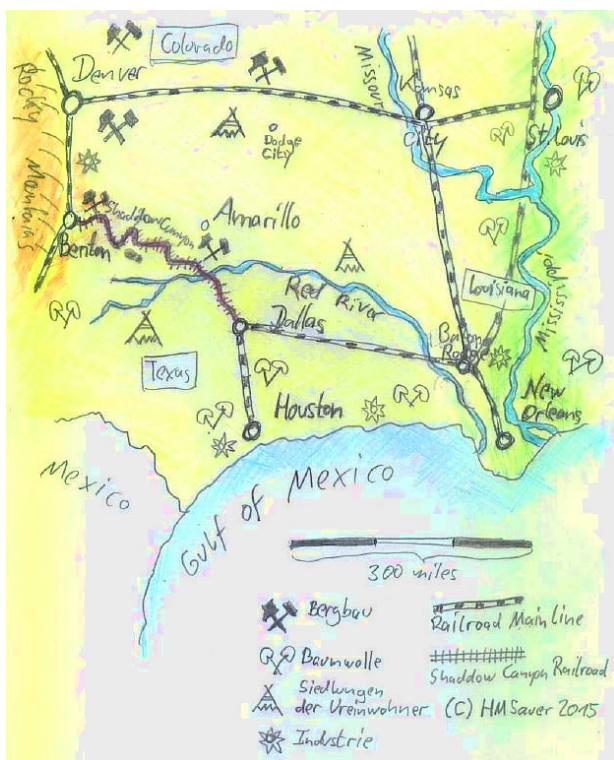 Colorado
Denver
Rocky Mountains
Missouri
Kansas
City
St. Louis
Dodge
City
Shaddow Canyon
Amarillo
Benton
Red River
Louisiana
Mississippi
Dallas
Baton
Rouge
Texas
Houston
New
Orleans
Mexico
Gulf of Mexico
300 miles
Bergbau
Railroad Main Line
Baumwolle
Shaddow Canyon Railroad
Siedlungen
der Ureinwohner
(C) HMSauer 2015
Industrie